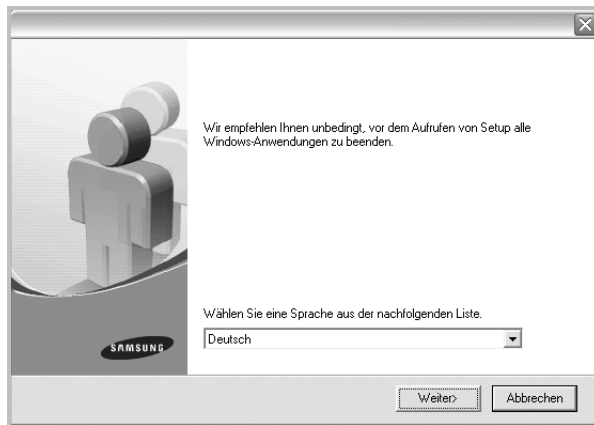 Wir empfehlen Ihnen unbedingt, vor dem Aufrufen von Setup alle
Windows-Anwendungen zu beenden.
Wählen Sie eine Sprache aus der nachfolgenden Liste.
Deutsch
SAMSUNG
Weiter>
Abbrechen